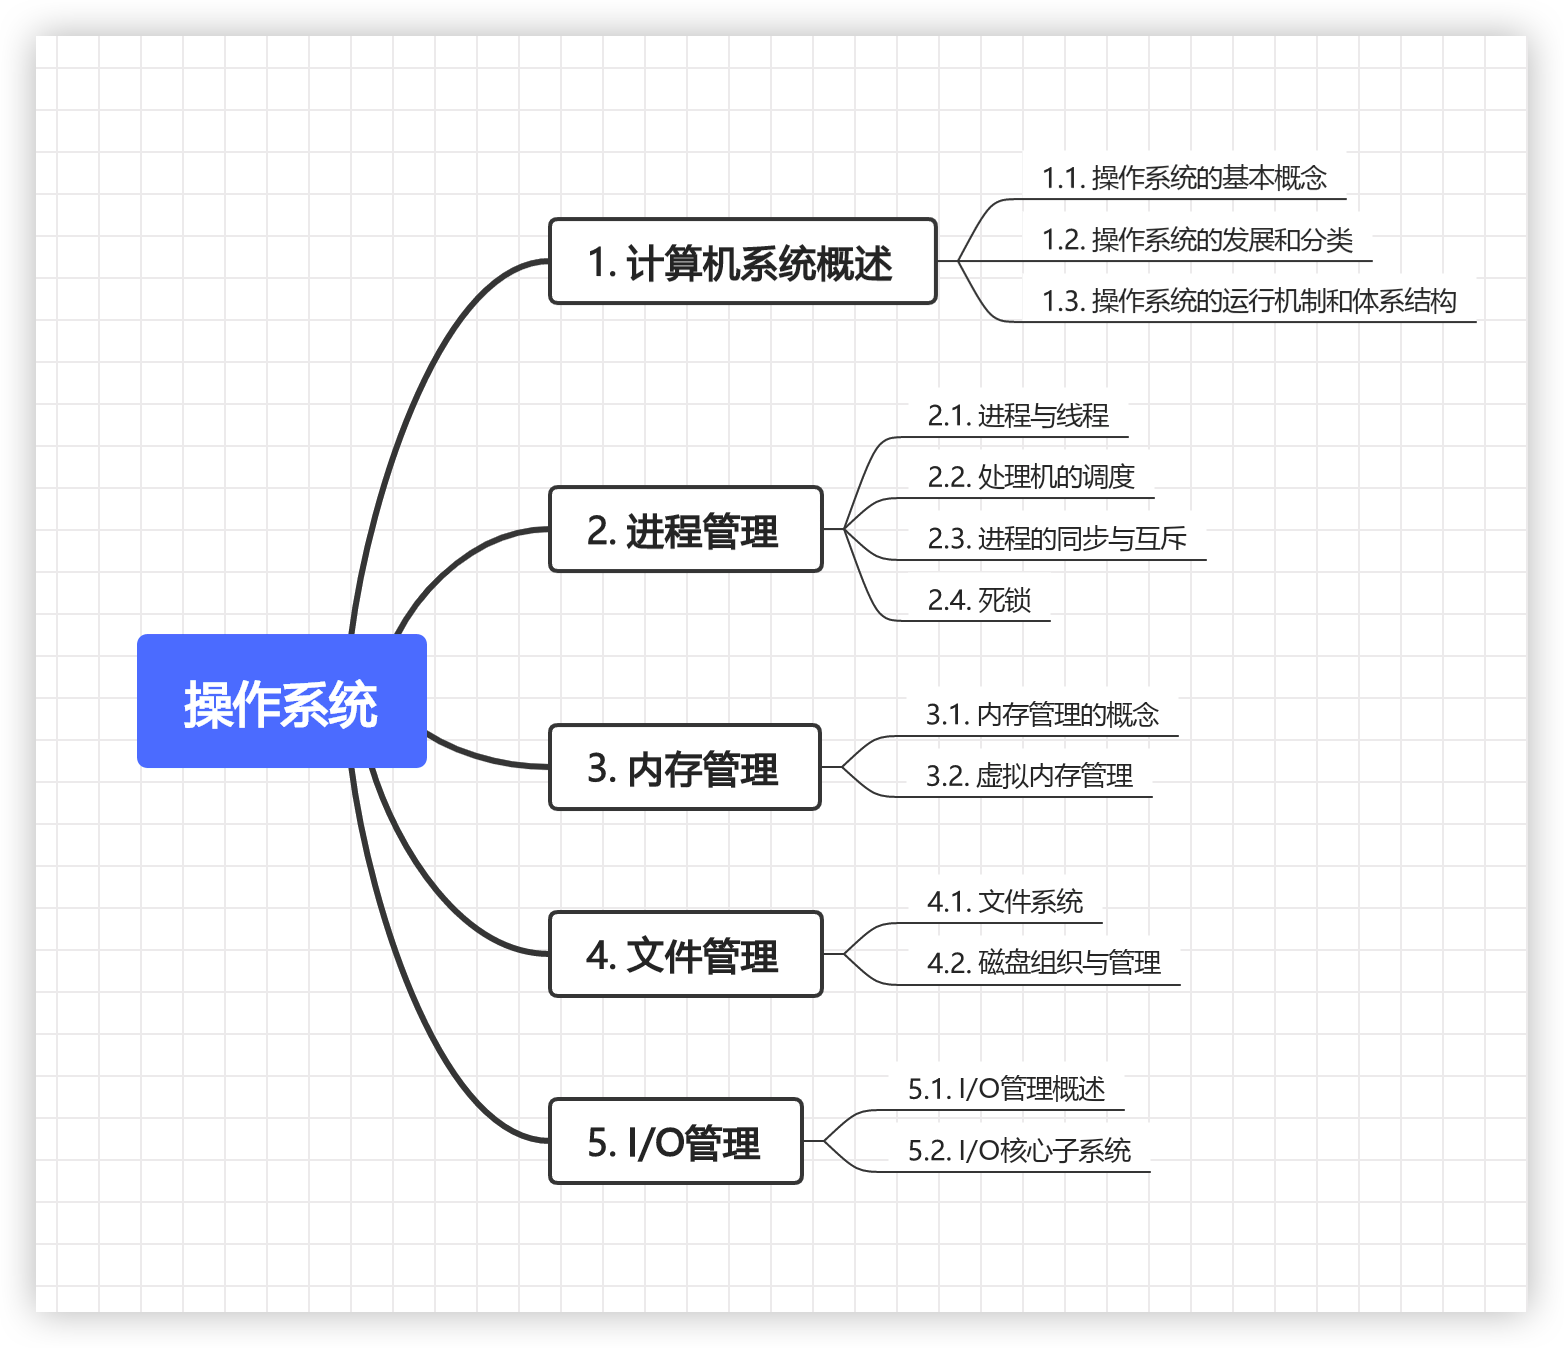 操作系统
1. 计算机系统概述
1.1. 操作系统的基本概念
1.2. 操作系统的发展和分类
1.3. 操作系统的运行机制和体系结构
2. 进程管理
2.1. 进程与线程
2.2. 处理机的调度
2.3. 进程的同步与互斥
2.4. 死锁
3. 内存管理
3.1. 内存管理的概念
3.2. 虚拟内存管理
4. 文件管理
4.1. 文件系统
4.2. 磁盘组织与管理
5. I/O管理
5.1. I/O管理概述
5.2. I/O核心子系统